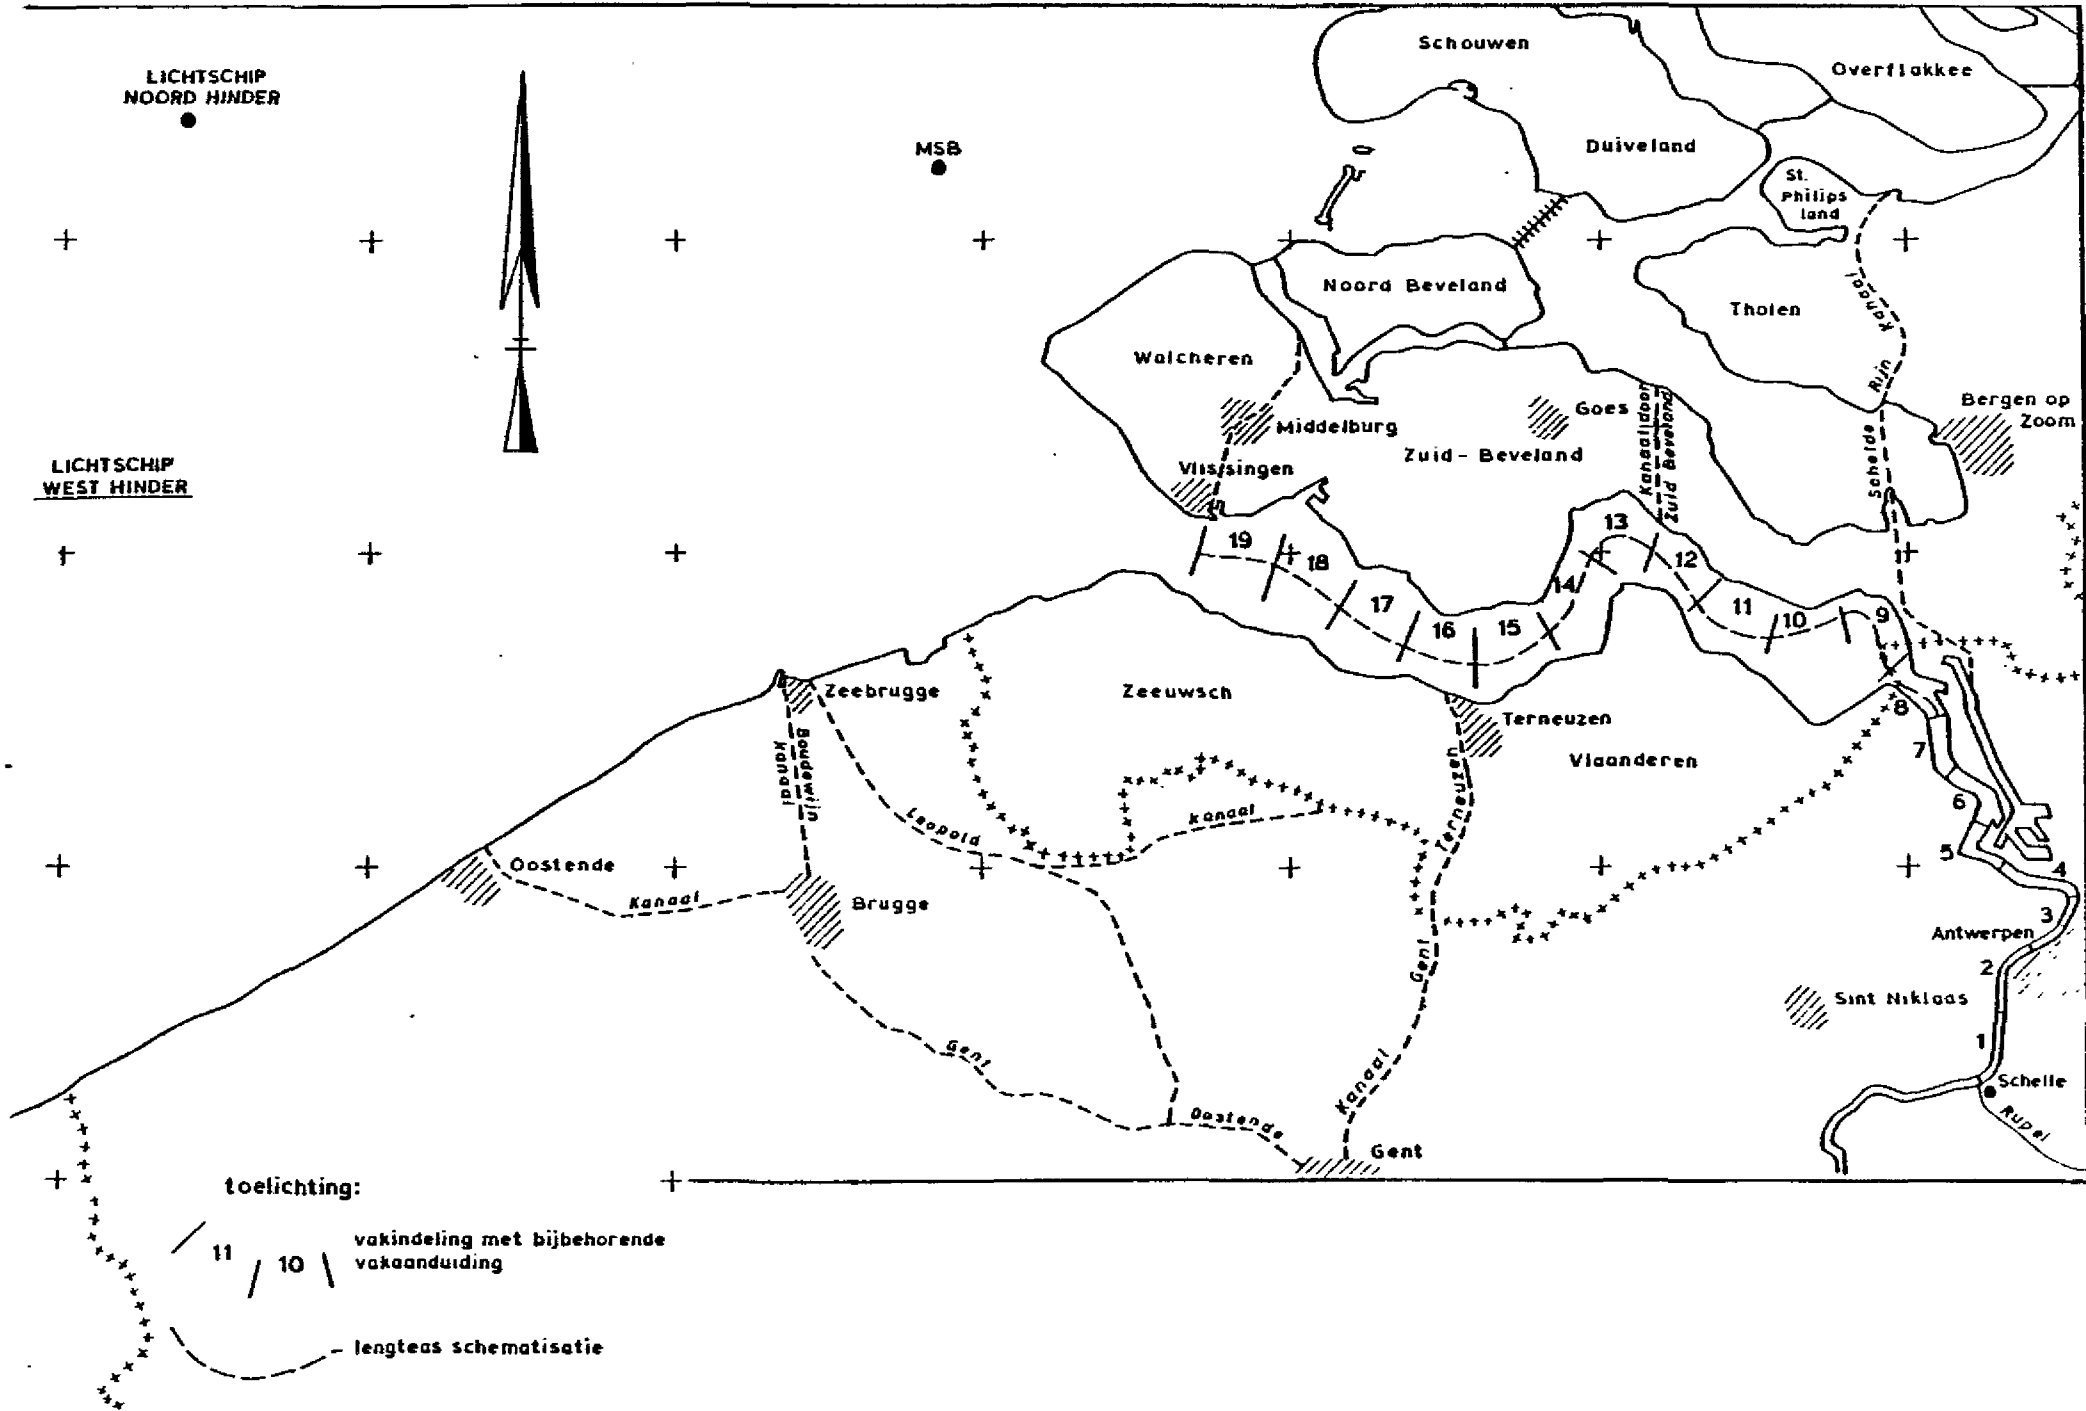 LICHTSCHIP
NOORD HINDER
MSB
Schouwen
Overflakkee
Duiveland
St.
Philips
land
Noord Beveland
Tholen
Kanaal
Rijn
Schelde
Walcheren
Middelburg
Goes
Kanaal door
Zuid Beveland
Bergen op
Zoom
Zuid-Beveland
Vlissingen
LICHTSCHIP
WEST HINDER
19
18
17
16
15
14
13
12
11
10
9
8
7
6
5
4
3
2
1
Zeebrugge
Zeeuwsch
Terneuzen
Vlaanderen
Boudewijn
Kanaal
Leopold
kanaal
Oostende
Kanaal
Brugge
Kanaal
Gent
Terneuzen
Antwerpen
Sint Niklaas
Schelle
Rupel
Gent
Oostende
Gent
toelichting:
11
10
vakindeling met bijbehorende
vakaanduiding
lengteas schematisatie